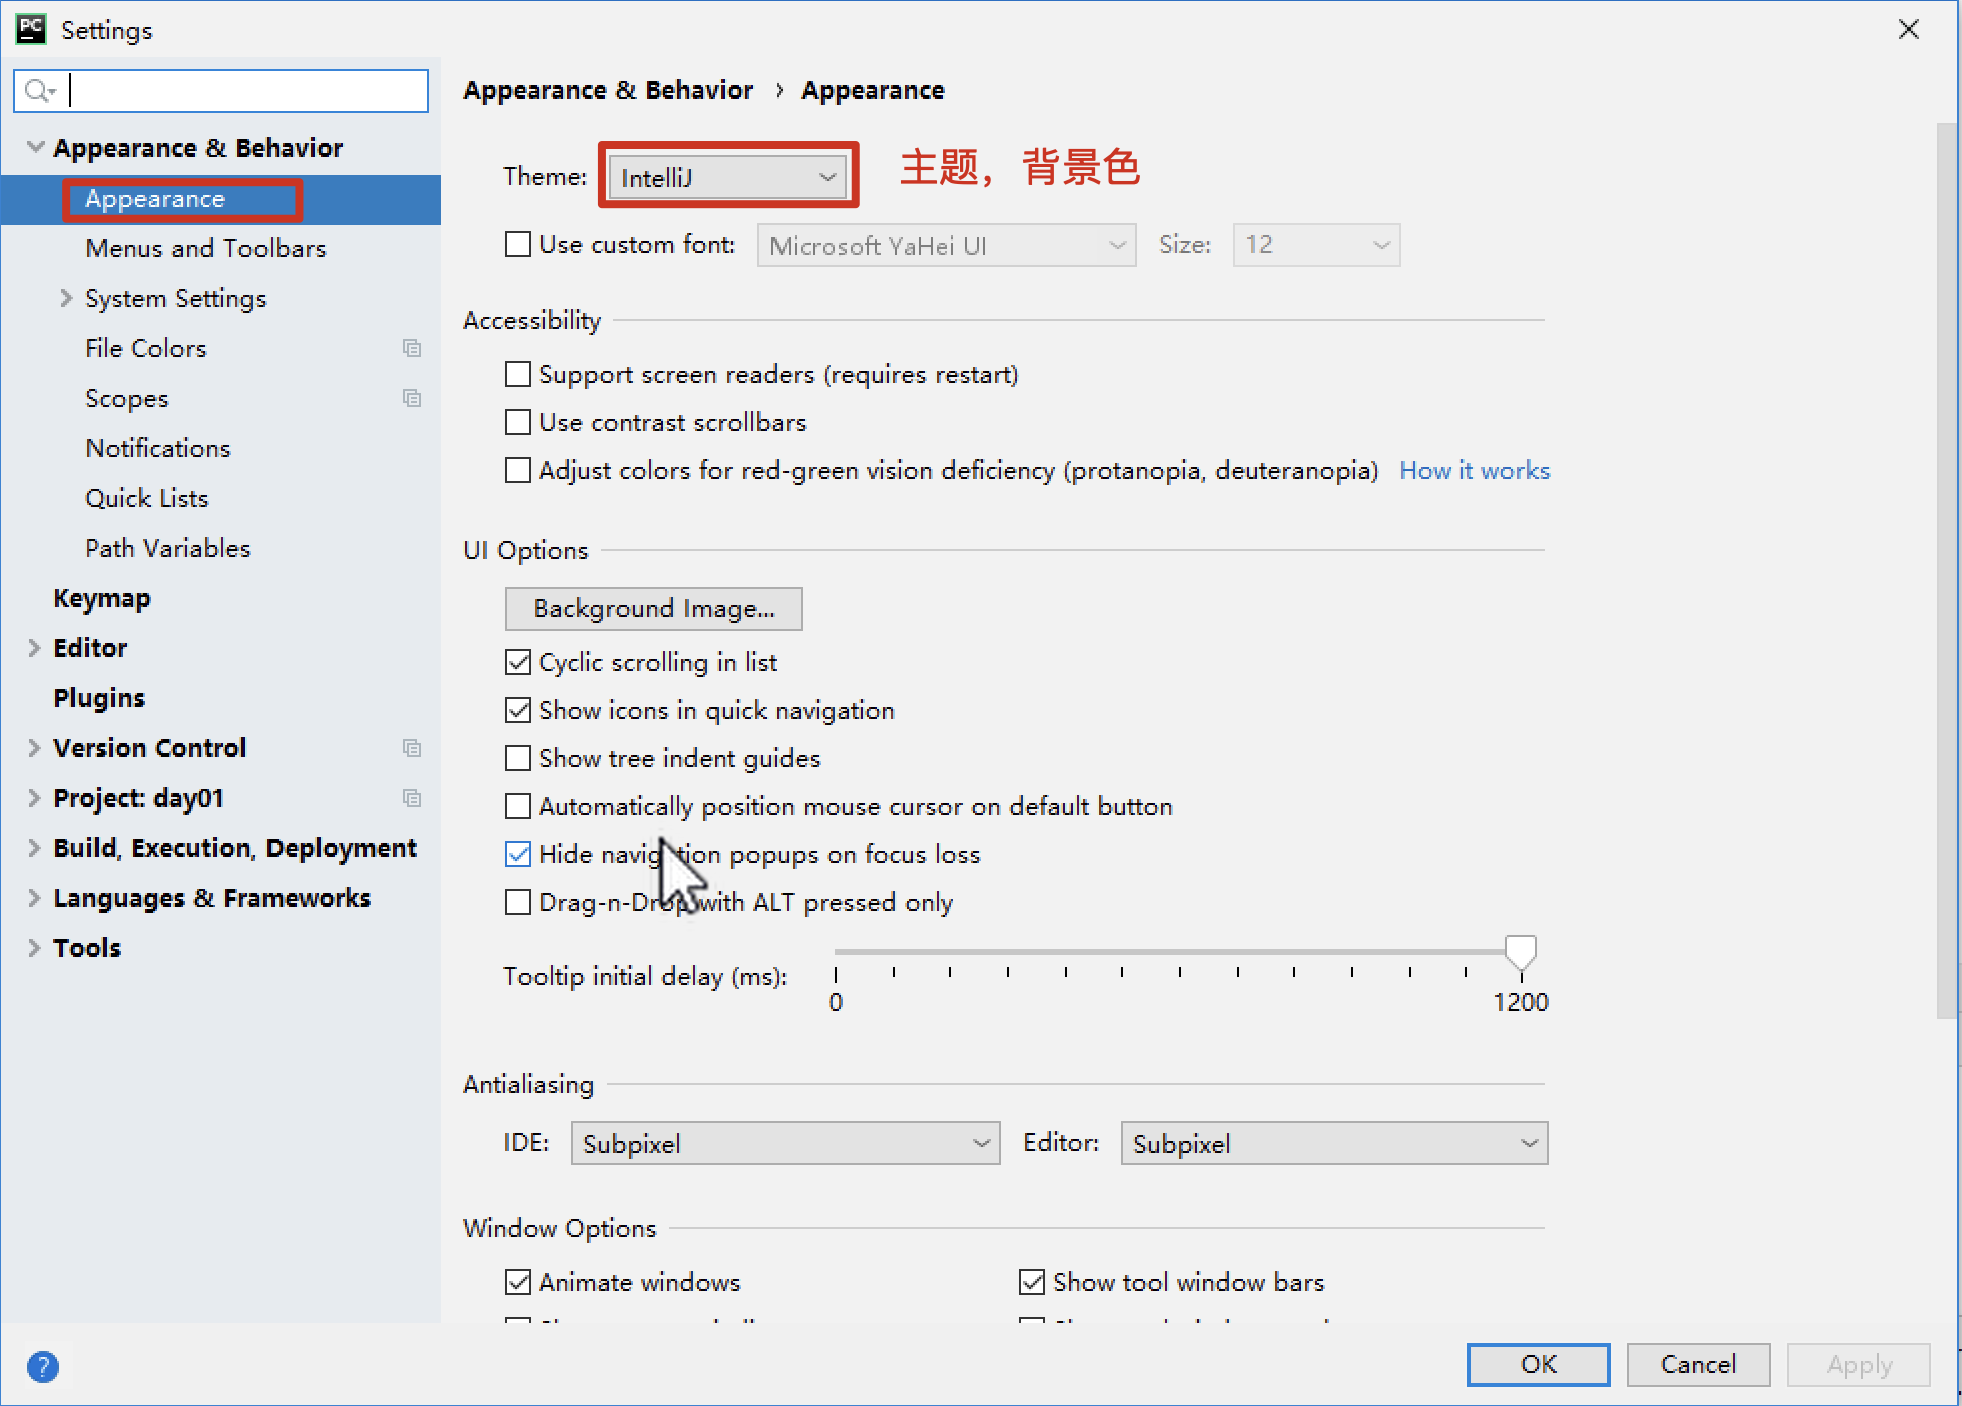 PC Settings
Appearance & Behavior
Appearance
Menus and Toolbars
System Settings
File Colors
Scopes
Notifications
Quick Lists
Path Variables
Keymap
Editor
Plugins
Version Control
Project: day01
Build, Execution, Deployment
Languages & Frameworks
Tools
Appearance & Behavior › Appearance
Theme: IntelliJ 主题，背景色
Use custom font: Microsoft YaHei UI Size: 12
Accessibility
Support screen readers (requires restart)
Use contrast scrollbars
Adjust colors for red-green vision deficiency (protanopia, deuteranopia) How it works
UI Options
Background Image...
Cyclic scrolling in list
Show icons in quick navigation
Show tree indent guides
Automatically position mouse cursor on default button
Hide navigation popups on focus loss
Drag-n-Drop with ALT pressed only
Tooltip initial delay (ms):
0 1200
Antialiasing
IDE: Subpixel Editor: Subpixel
Window Options
Animate windows Show tool window bars
? OK Cancel Apply